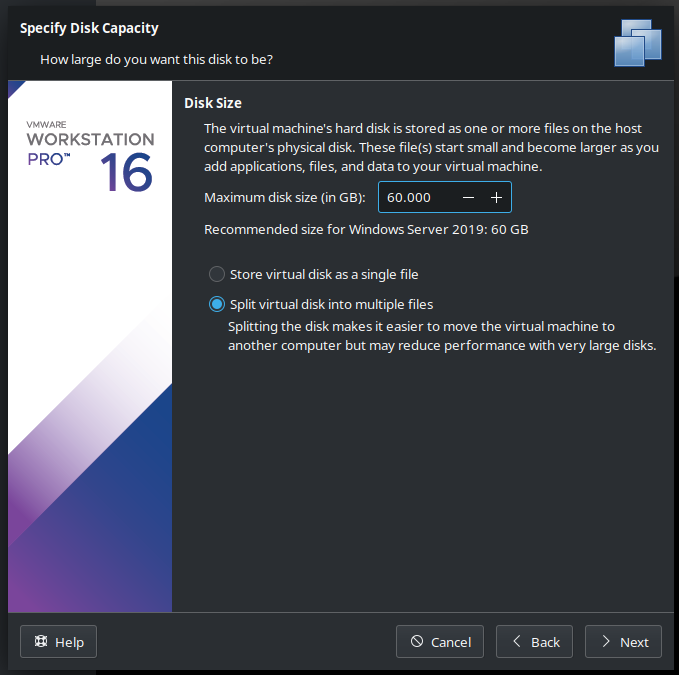 Specify Disk Capacity
How large do you want this disk to be?
VMWARE
WORKSTATION
PRO™ 16
Disk Size
The virtual machine's hard disk is stored as one or more files on the host
computer's physical disk. These file(s) start small and become larger as you
add applications, files, and data to your virtual machine.
Maximum disk size (in GB): 60.000
Recommended size for Windows Server 2019: 60 GB
Store virtual disk as a single file
Split virtual disk into multiple files
Splitting the disk makes it easier to move the virtual machine to
another computer but may reduce performance with very large disks.
Help Cancel Back Next